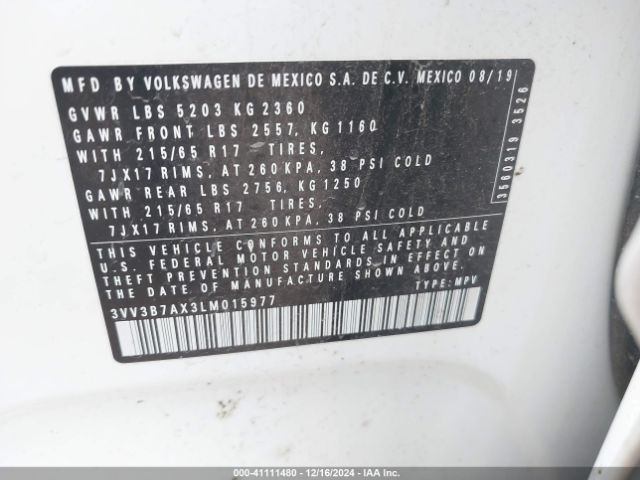 MFD BY VOLKSWAGEN DE MEXICO S.A. DE C.V. MEXICO 08/19
GVWR LBS 5203 KG 2360
GAWR FRONT LBS 2557, KG 1160
WITH 215/65 R17 TIRES,
7JX17 RIMS, AT 260 KPA, 38 PSI COLD
GAWR REAR LBS 2756, KG 1250
WITH 215/65 R17 TIRES,
7JX17 RIMS, AT 260 KPA, 38 PSI COLD
THIS VEHICLE CONFORMS TO ALL APPLICABLE
U.S. FEDERAL MOTOR VEHICLE SAFETY AND
THEFT PREVENTION STANDARDS IN EFFECT ON
THE DATE OF MANUFACTURE SHOWN ABOVE.
3VV3B7AX3LM015977 TYPE: MPV
3560319 3526
000-41111480 - 12/16/2024 - IAAI.com